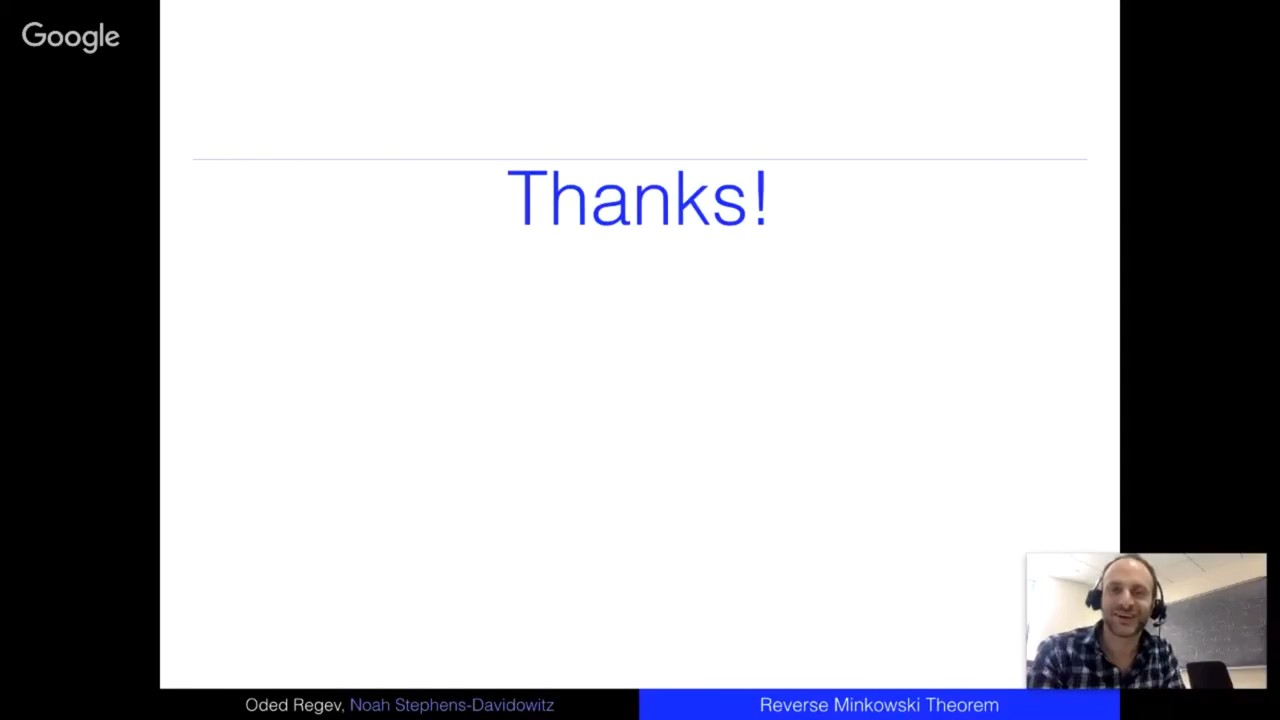 Google
Thanks!
Oded Regev, Noah Stephens-Davidowitz
Reverse Minkowski Theorem